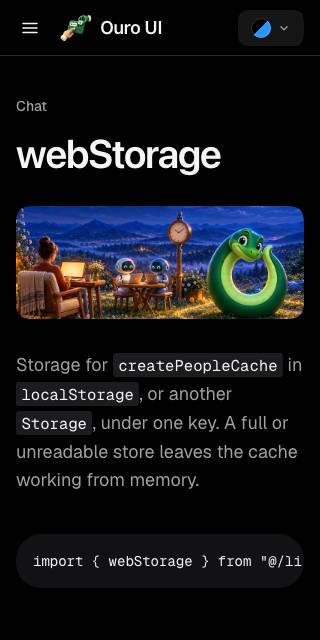 Ouro UI
Chat
webStorage
Storage for createPeopleCache in
localStorage, or another
Storage, under one key. A full or
unreadable store leaves the cache
working from memory.
import { webStorage } from "@/li